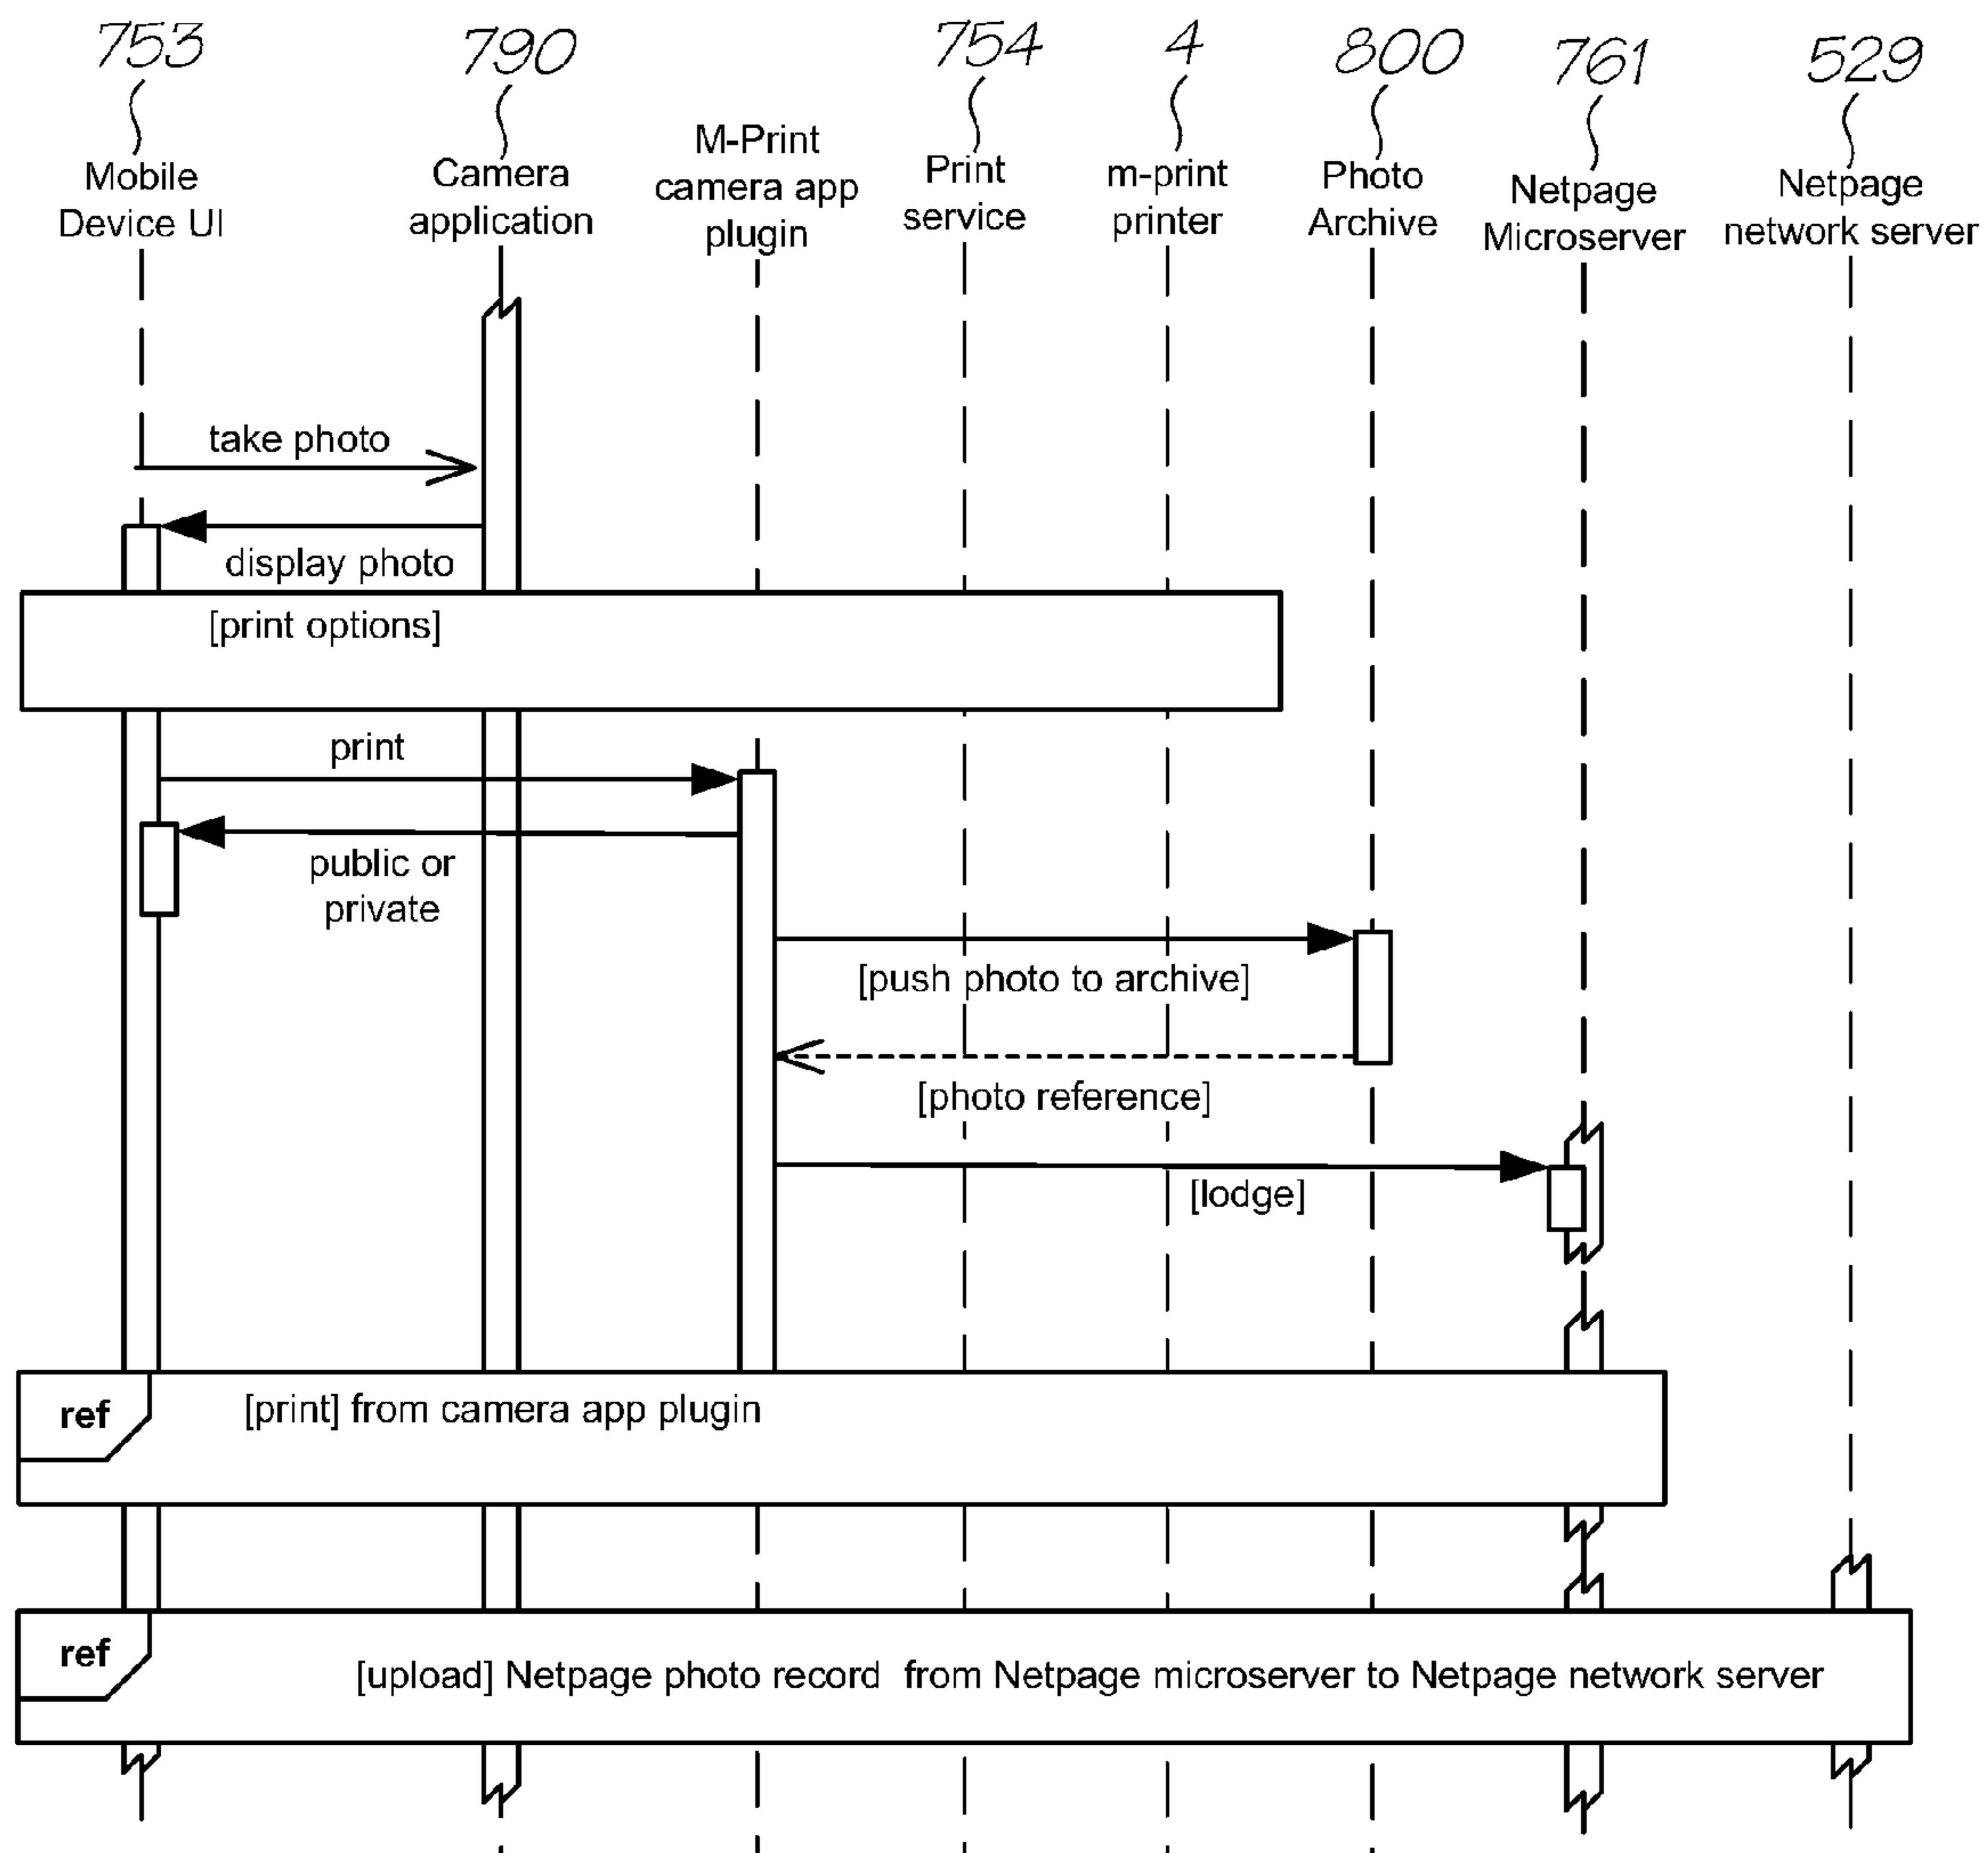 753
790
754
4
800
761
529
Mobile
Device UI
Camera
application
M-Print
camera app
plugin
Print
service
m-print
printer
Photo
Archive
Netpage
Microserver
Netpage
network server
take photo
display photo
[print options]
print
public or
private
[push photo to archive]
[photo reference]
[lodge]
ref
[print] from camera app plugin
ref
[upload] Netpage photo record from Netpage microserver to Netpage network server